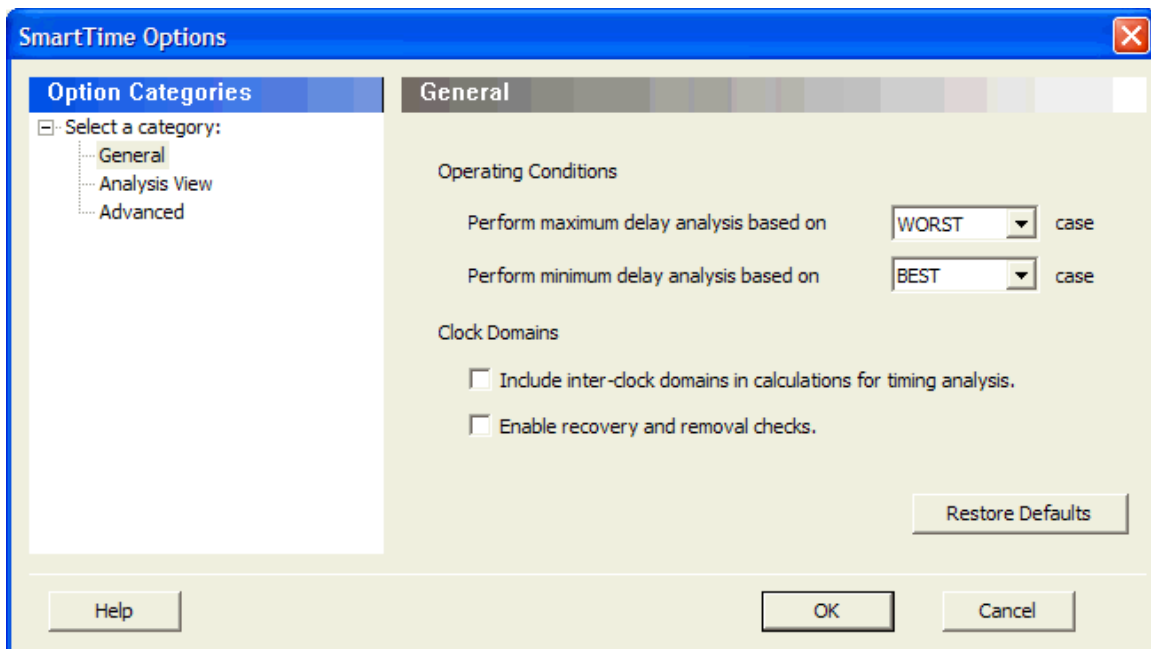 SmartTime Options
Option Categories
Select a category:
General
Analysis View
Advanced
General
Operating Conditions
Perform maximum delay analysis based on WORST case
Perform minimum delay analysis based on BEST case
Clock Domains
Include inter-clock domains in calculations for timing analysis.
Enable recovery and removal checks.
Restore Defaults
Help OK Cancel